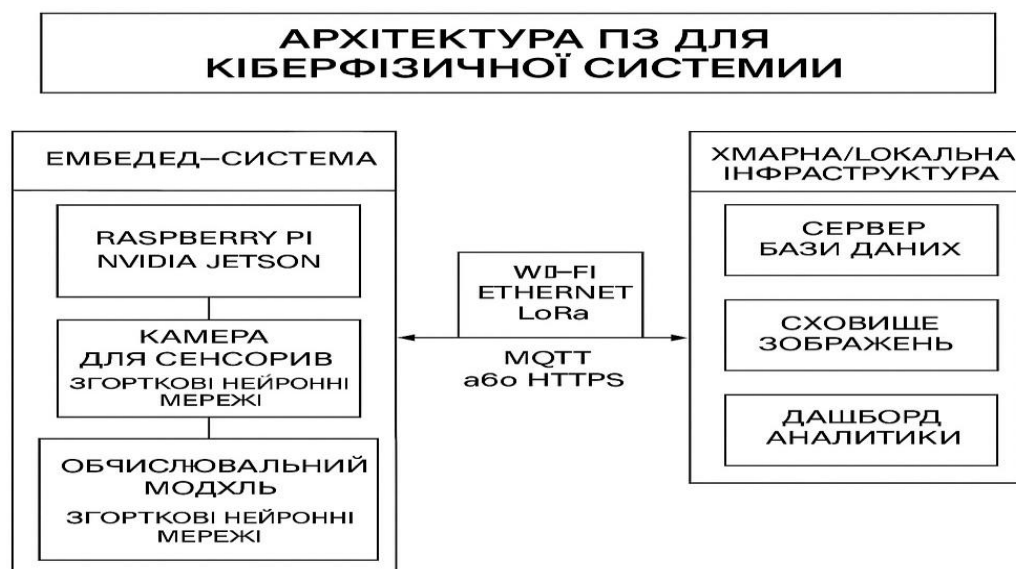 АРХІТЕКТУРА ПЗ ДЛЯ
КІБЕРФІЗИЧНОЇ СИСТЕМИИ
ЕМБЕДЕД–СИСТЕМА
RASPBERRY PI
NVIDIA JETSON
КАМЕРА
ДЛЯ СЕНСОРИВ
ЗГОРТКОВІ НЕЙРОННІ
МЕРЕЖІ
ОБЧИСЛЮВАЛЬНИЙ
МОДХЛЬ
ЗГОРТКОВІ НЕЙРОННІ
МЕРЕЖІ
ETHERNET
LoRa
MQTT
або HTTPS
ХМАРНА/LОКАЛЬНА
ІНФРАСТРУКТУРА
СЕРВЕР
БАЗИ ДАНИХ
СХОВИЩЕ
ЗОБРАЖЕНЬ
ДАШБОРД
АНАЛИТИКИ